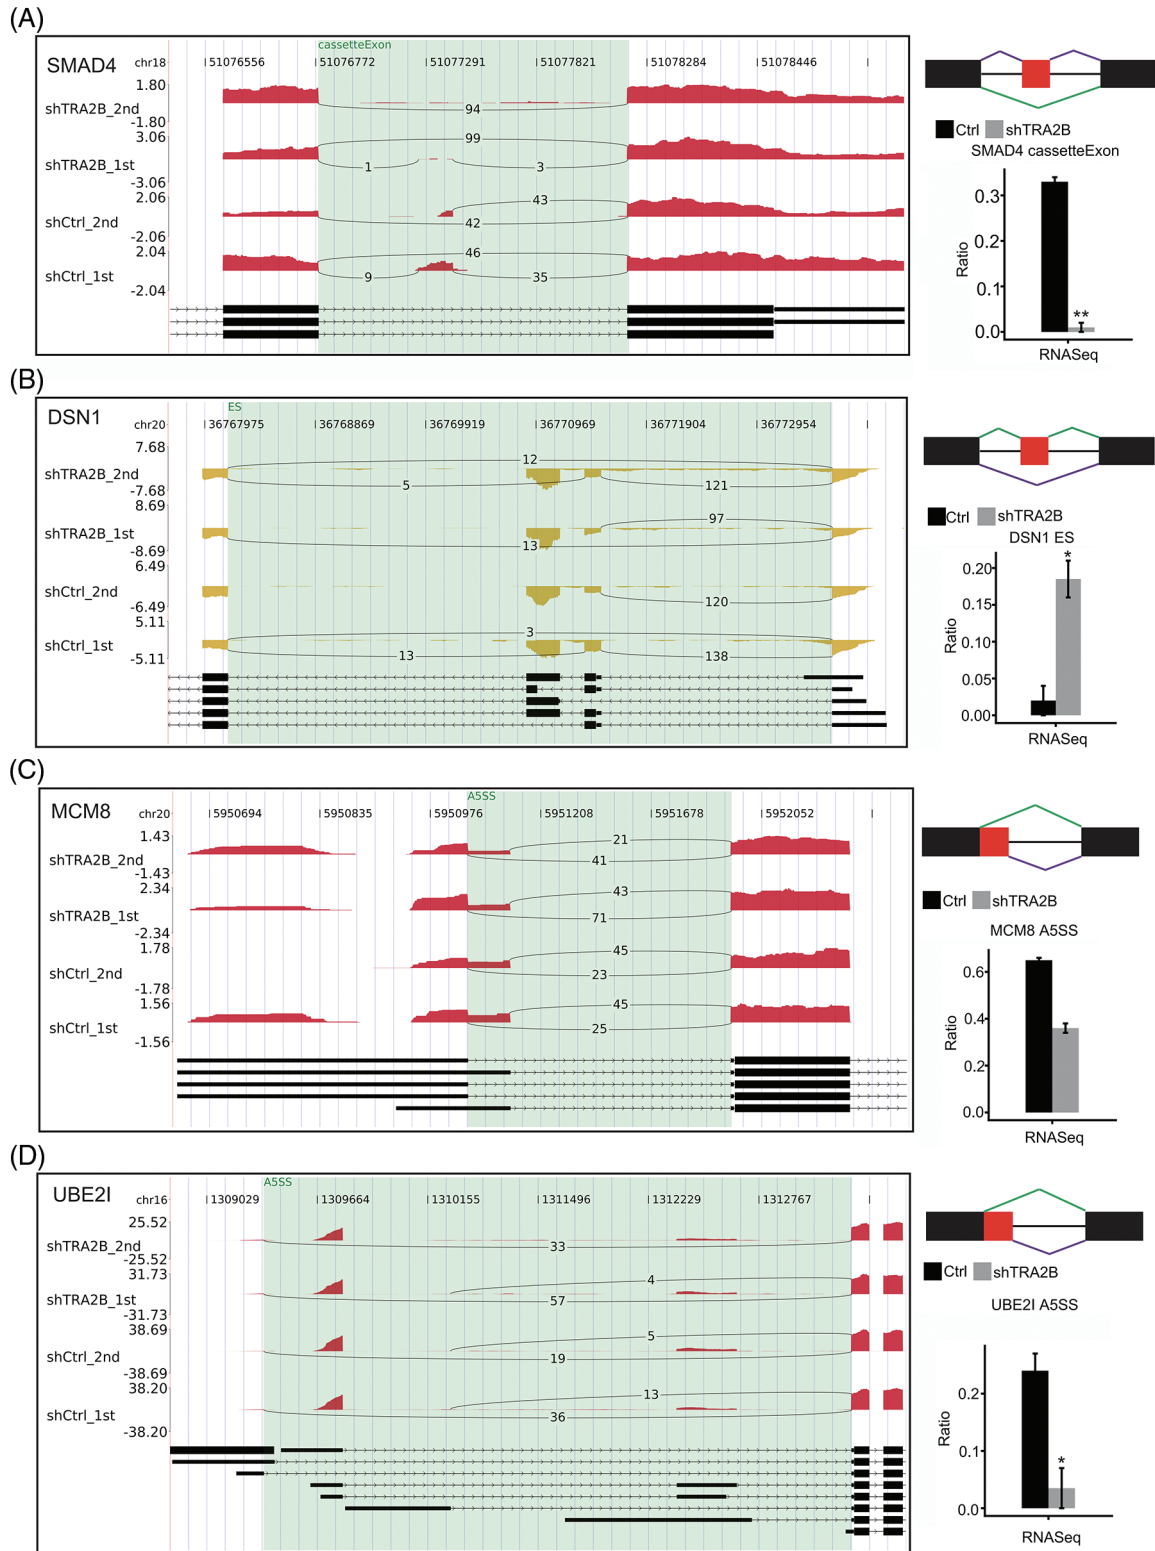 (A)
SMAD4
cassetteExon
chr18 51076556 51076772 51077291 51077821 51078284 51078446
1.80
shTRA2B_2nd
-1.80
94
3.06
99
shTRA2B_1st
1 3
-3.06
2.06
43
shCtrl_2nd
42
-2.06
2.04
46
shCtrl_1st
9 35
-2.04
Ctrl shTRA2B
SMAD4 cassetteExon
Ratio
0.3
0.2
0.1
0.0
**
RNASeq
(B)
DSN1
ES
chr20 36767975 36768869 36769919 36770969 36771904 36772954
7.68
12
shTRA2B_2nd
5 121
-7.68
8.69
97
shTRA2B_1st
13
-8.69
6.49
shCtrl_2nd
120
-6.49
5.11
3
shCtrl_1st
13 138
-5.11
Ctrl shTRA2B
DSN1 ES
Ratio
0.20
0.15
0.10
0.05
0.00
*
RNASeq
(C)
MCM8
A5SS
chr20 5950694 5950835 5950976 5951208 5951678 5952052
1.43
21
shTRA2B_2nd
41
-1.43
2.34
43
shTRA2B_1st
71
-2.34
1.78
45
shCtrl_2nd
23
-1.78
1.56
45
shCtrl_1st
25
-1.56
Ctrl shTRA2B
MCM8 A5SS
Ratio
0.6
0.4
0.2
0.0
RNASeq
(D)
UBE2I
A5SS
chr16 1309029 1309664 1310155 1311496 1312229 1312767
25.52
shTRA2B_2nd
33
-25.52
31.73
4
shTRA2B_1st
57
-31.73
38.69
5
shCtrl_2nd
19
-38.69
38.20
13
shCtrl_1st
36
-38.20
Ctrl shTRA2B
UBE2I A5SS
Ratio
0.2
0.1
0.0
*
RNASeq